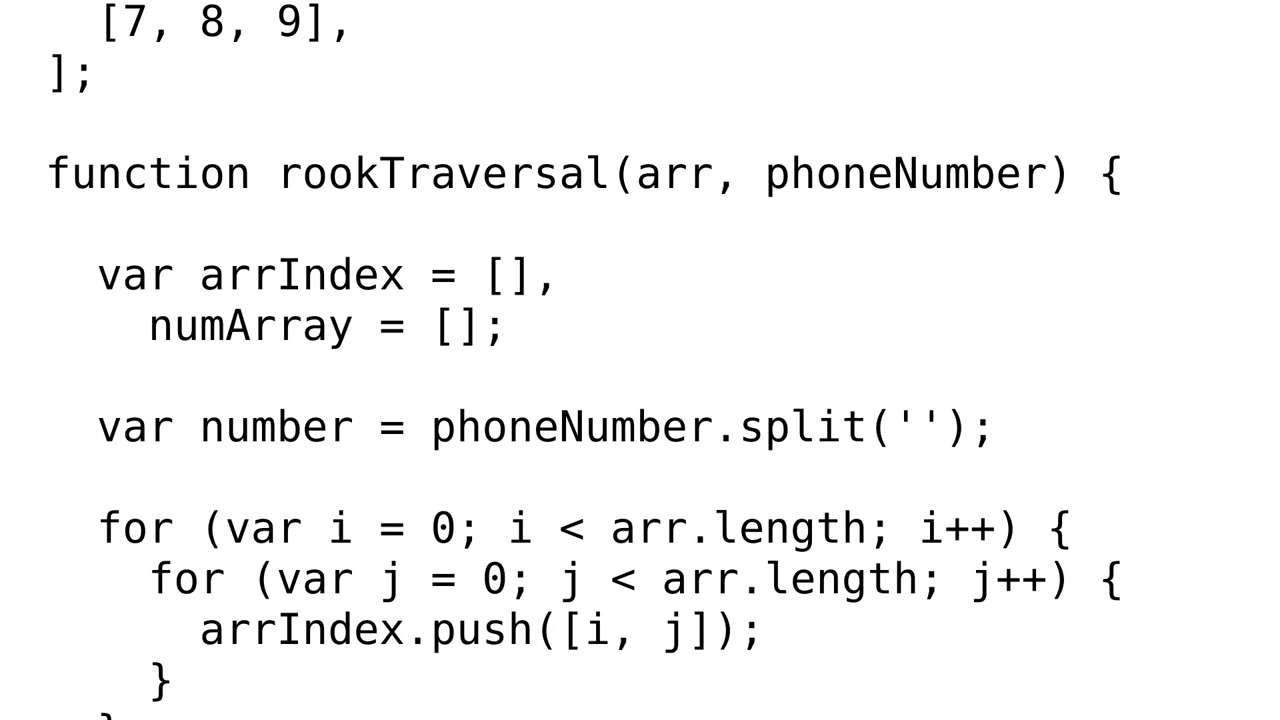 [7, 8, 9],
];
function rookTraversal(arr, phoneNumber) {
var arrIndex = [],
numArray = [];
var number = phoneNumber.split('');
for (var i = 0; i < arr.length; i++) {
for (var j = 0; j < arr.length; j++) {
arrIndex.push([i, j]);
}
}